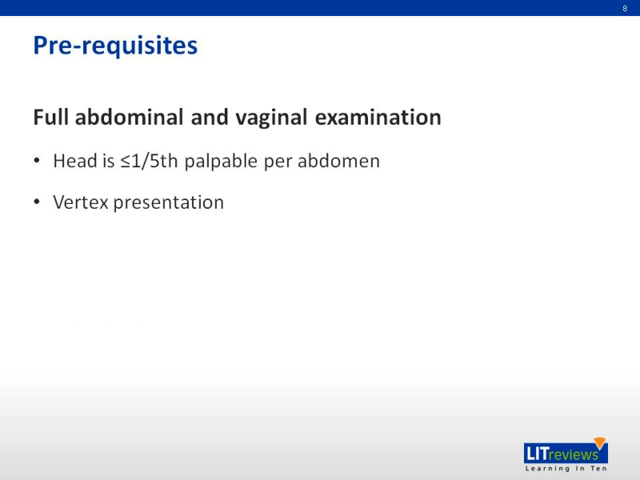 8
Pre-requisites
Full abdominal and vaginal examination
• Head is ≤1/5th palpable per abdomen
• Vertex presentation
LITreviews
Learning In Ten